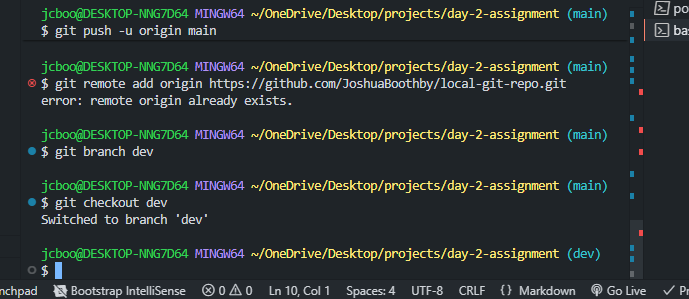 jcboo@DESKTOP-NNG7D64 MINGW64 ~/OneDrive/Desktop/projects/day-2-assignment (main)
$ git push -u origin main
jcboo@DESKTOP-NNG7D64 MINGW64 ~/OneDrive/Desktop/projects/day-2-assignment (main)
$ git remote add origin https://github.com/JoshuaBoothby/local-git-repo.git
error: remote origin already exists.
jcboo@DESKTOP-NNG7D64 MINGW64 ~/OneDrive/Desktop/projects/day-2-assignment (main)
$ git branch dev
jcboo@DESKTOP-NNG7D64 MINGW64 ~/OneDrive/Desktop/projects/day-2-assignment (main)
$ git checkout dev
Switched to branch 'dev'
jcboo@DESKTOP-NNG7D64 MINGW64 ~/OneDrive/Desktop/projects/day-2-assignment (dev)
$
po
bas
nchpad Bootstrap IntelliSense 0 0 Ln 10, Col 1 Spaces: 4 UTF-8 CRLF {} Markdown Go Live ✓ P